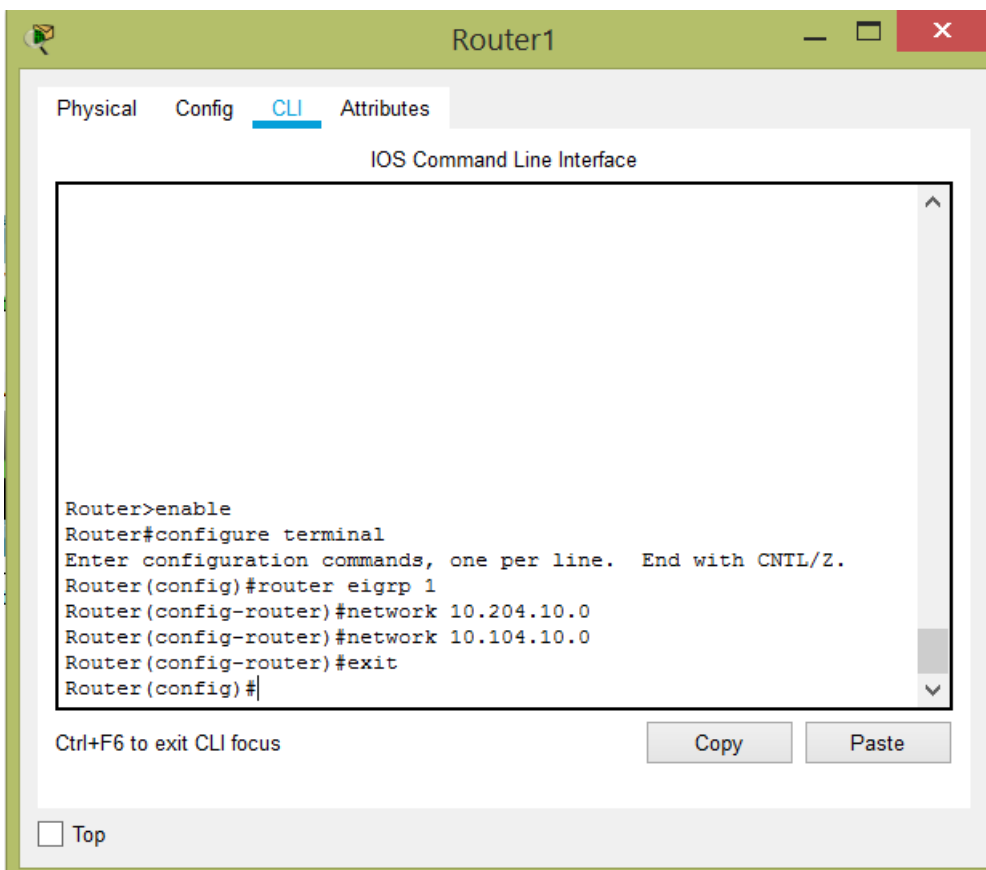 Router1
Physical Config CLI Attributes
IOS Command Line Interface
Router>enable
Router#configure terminal
Enter configuration commands, one per line.  End with CNTL/Z.
Router(config)#router eigrp 1
Router(config-router)#network 10.204.10.0
Router(config-router)#network 10.104.10.0
Router(config-router)#exit
Router(config)#
Ctrl+F6 to exit CLI focus
Copy Paste
Top